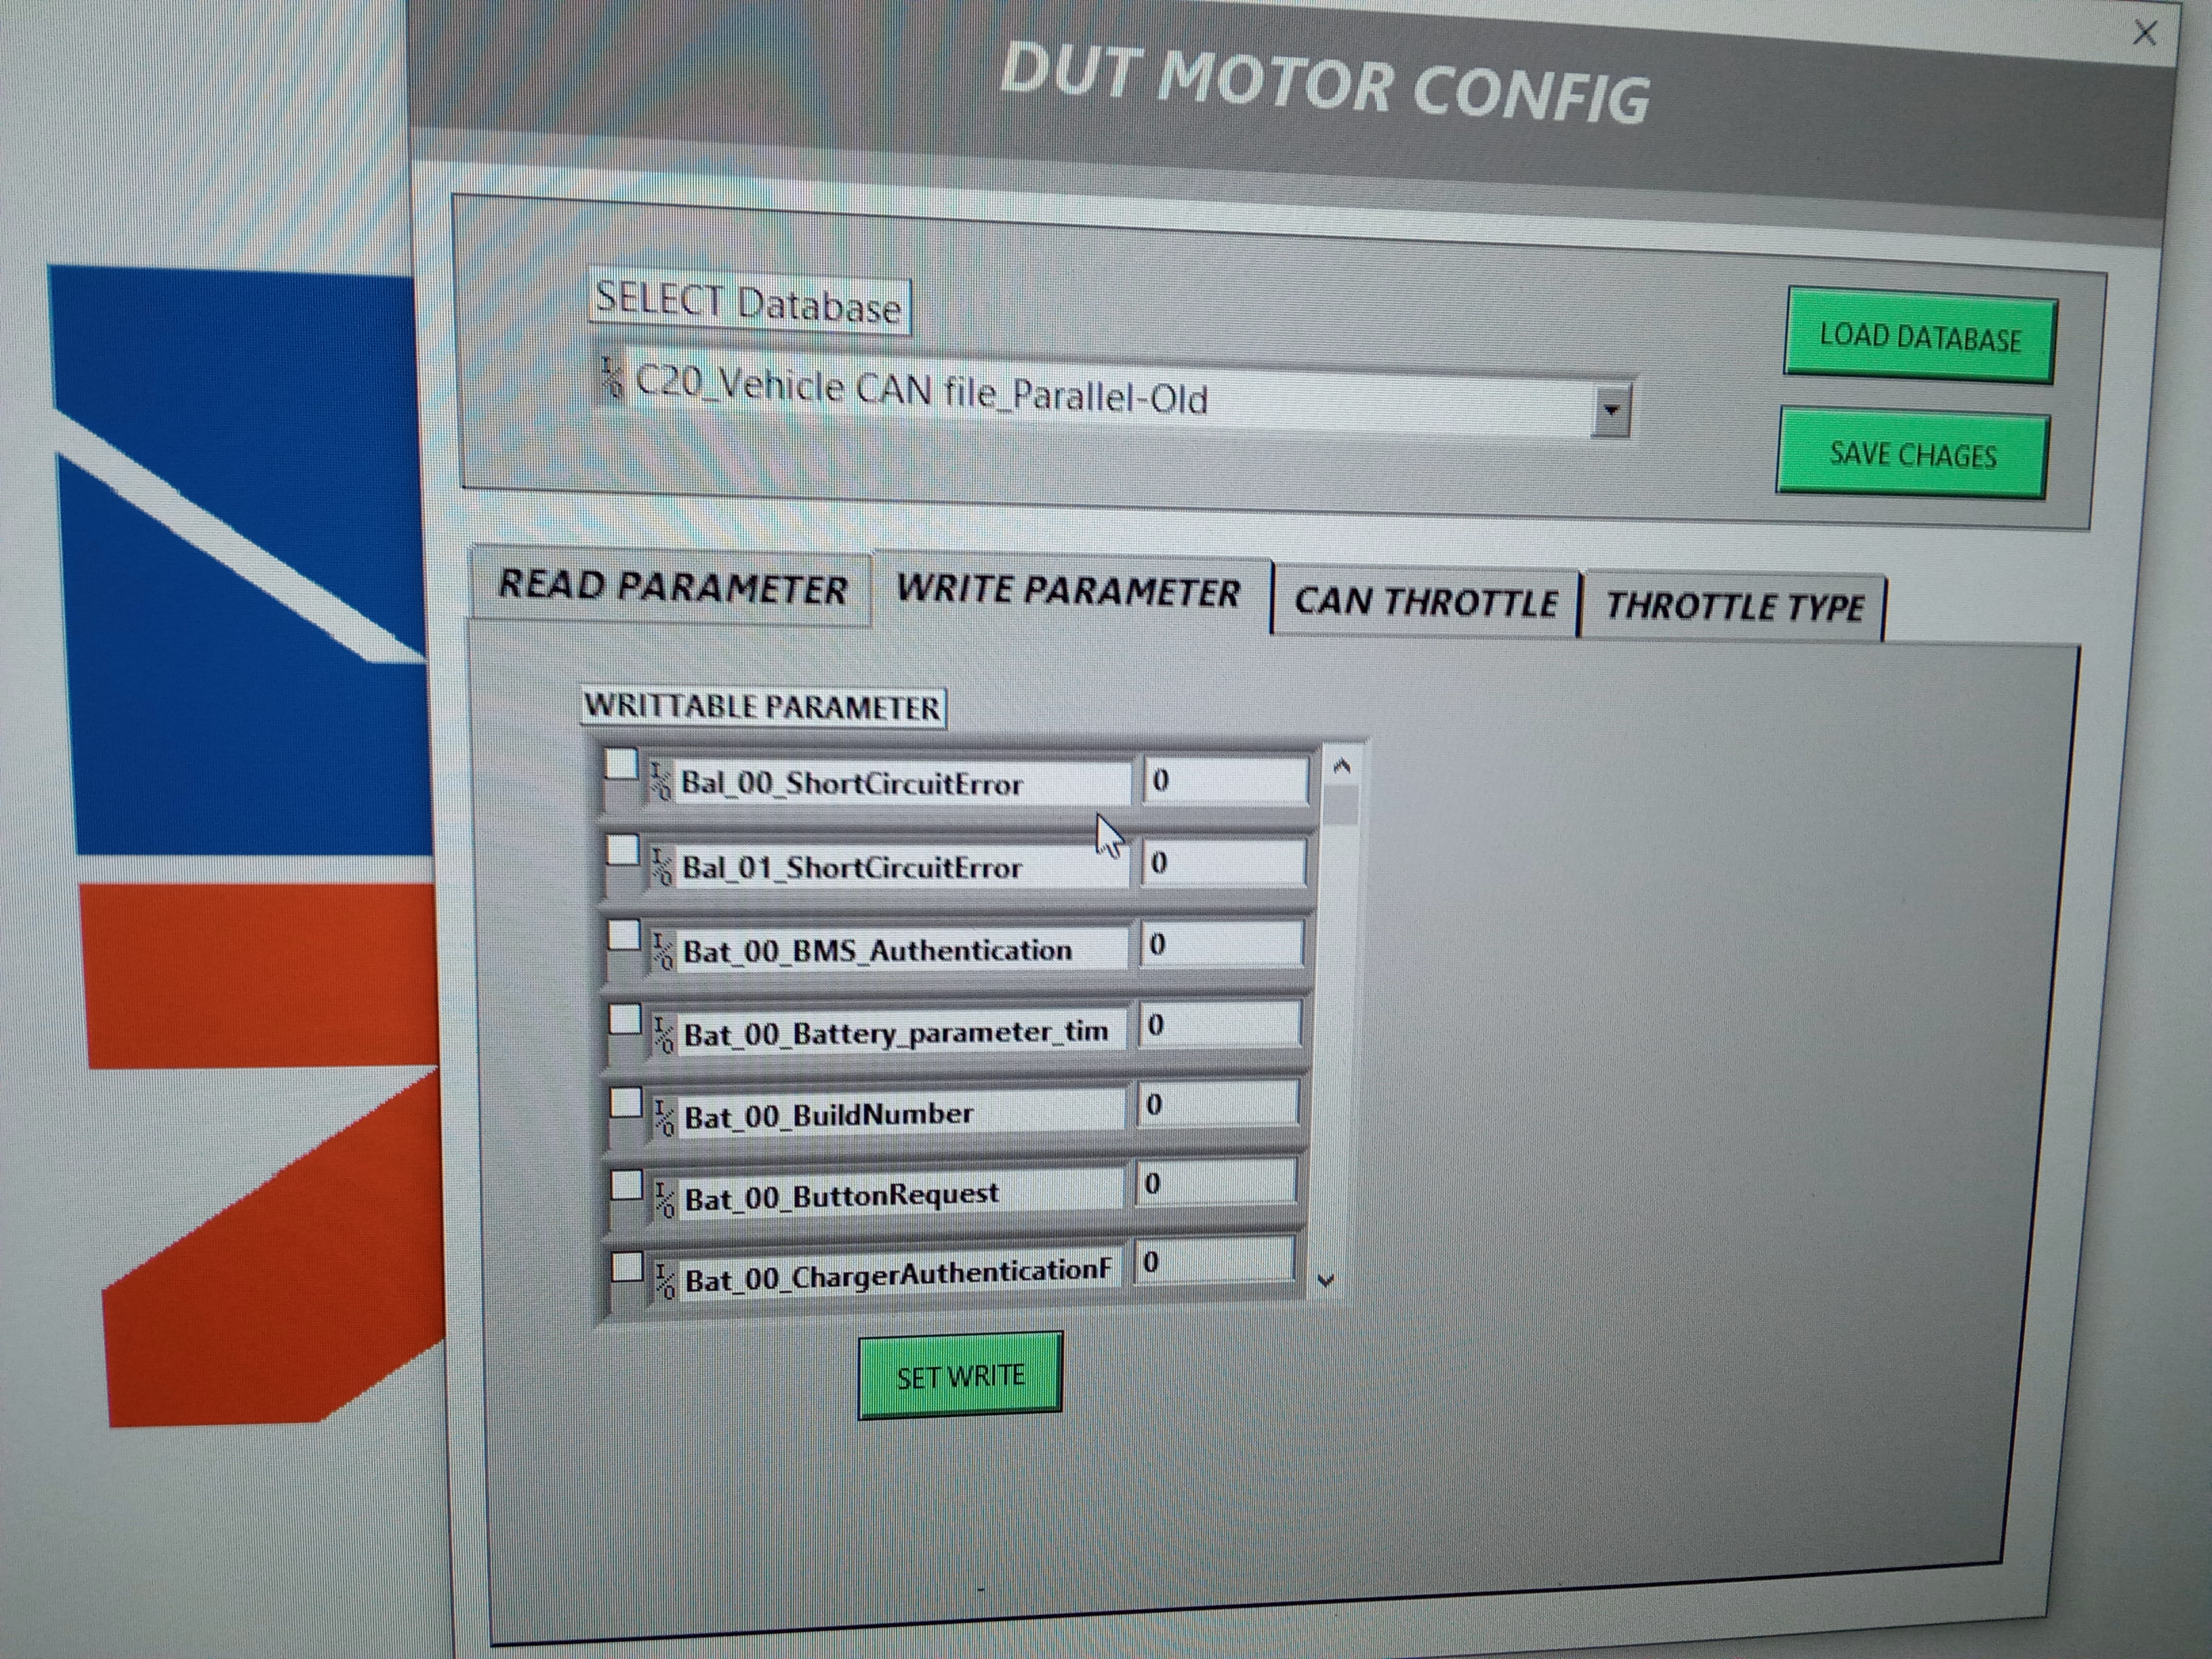 DUT MOTOR CONFIG
SELECT Database
C20_Vehicle CAN file_Parallel-Old
LOAD DATABASE
SAVE CHAGES
READ PARAMETER
WRITE PARAMETER
CAN THROTTLE
THROTTLE TYPE
WRITTABLE PARAMETER
Bal_00_ShortCircuitError 0
Bal_01_ShortCircuitError 0
Bat_00_BMS_Authentication 0
Bat_00_Battery_parameter_tim 0
Bat_00_BuildNumber 0
Bat_00_ButtonRequest 0
Bat_00_ChargerAuthenticationF 0
SET WRITE